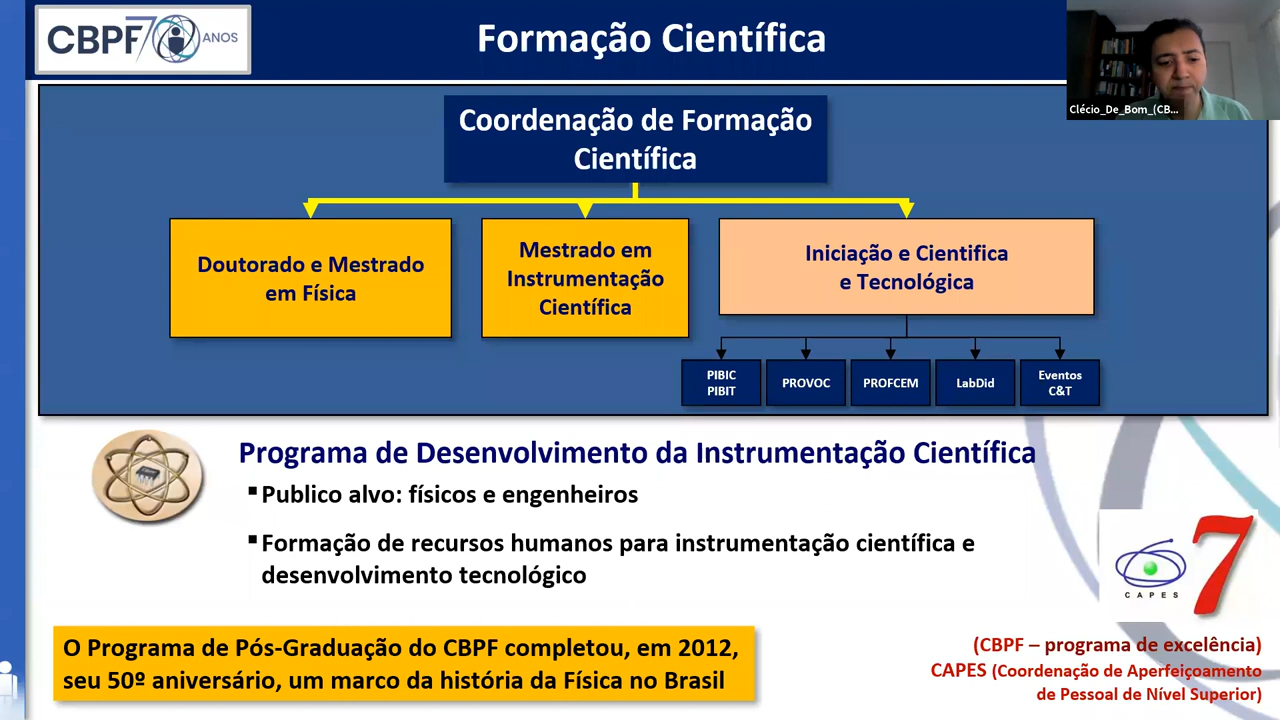 CBPF 70 ANOS
Formação Científica
Clécio_De_Bom_(CB...
Coordenação de Formação
Científica
Doutorado e Mestrado
em Física
Mestrado em
Instrumentação
Científica
Iniciação e Cientifica
e Tecnológica
PIBIC
PIBIT
PROVOC
PROFCEM
LabDid
Eventos
C&T
Programa de Desenvolvimento da Instrumentação Científica
▪Publico alvo: físicos e engenheiros
▪Formação de recursos humanos para instrumentação científica e
desenvolvimento tecnológico
CAPES
7
O Programa de Pós-Graduação do CBPF completou, em 2012,
seu 50º aniversário, um marco da história da Física no Brasil
(CBPF – programa de excelência)
CAPES (Coordenação de Aperfeiçoamento
de Pessoal de Nível Superior)